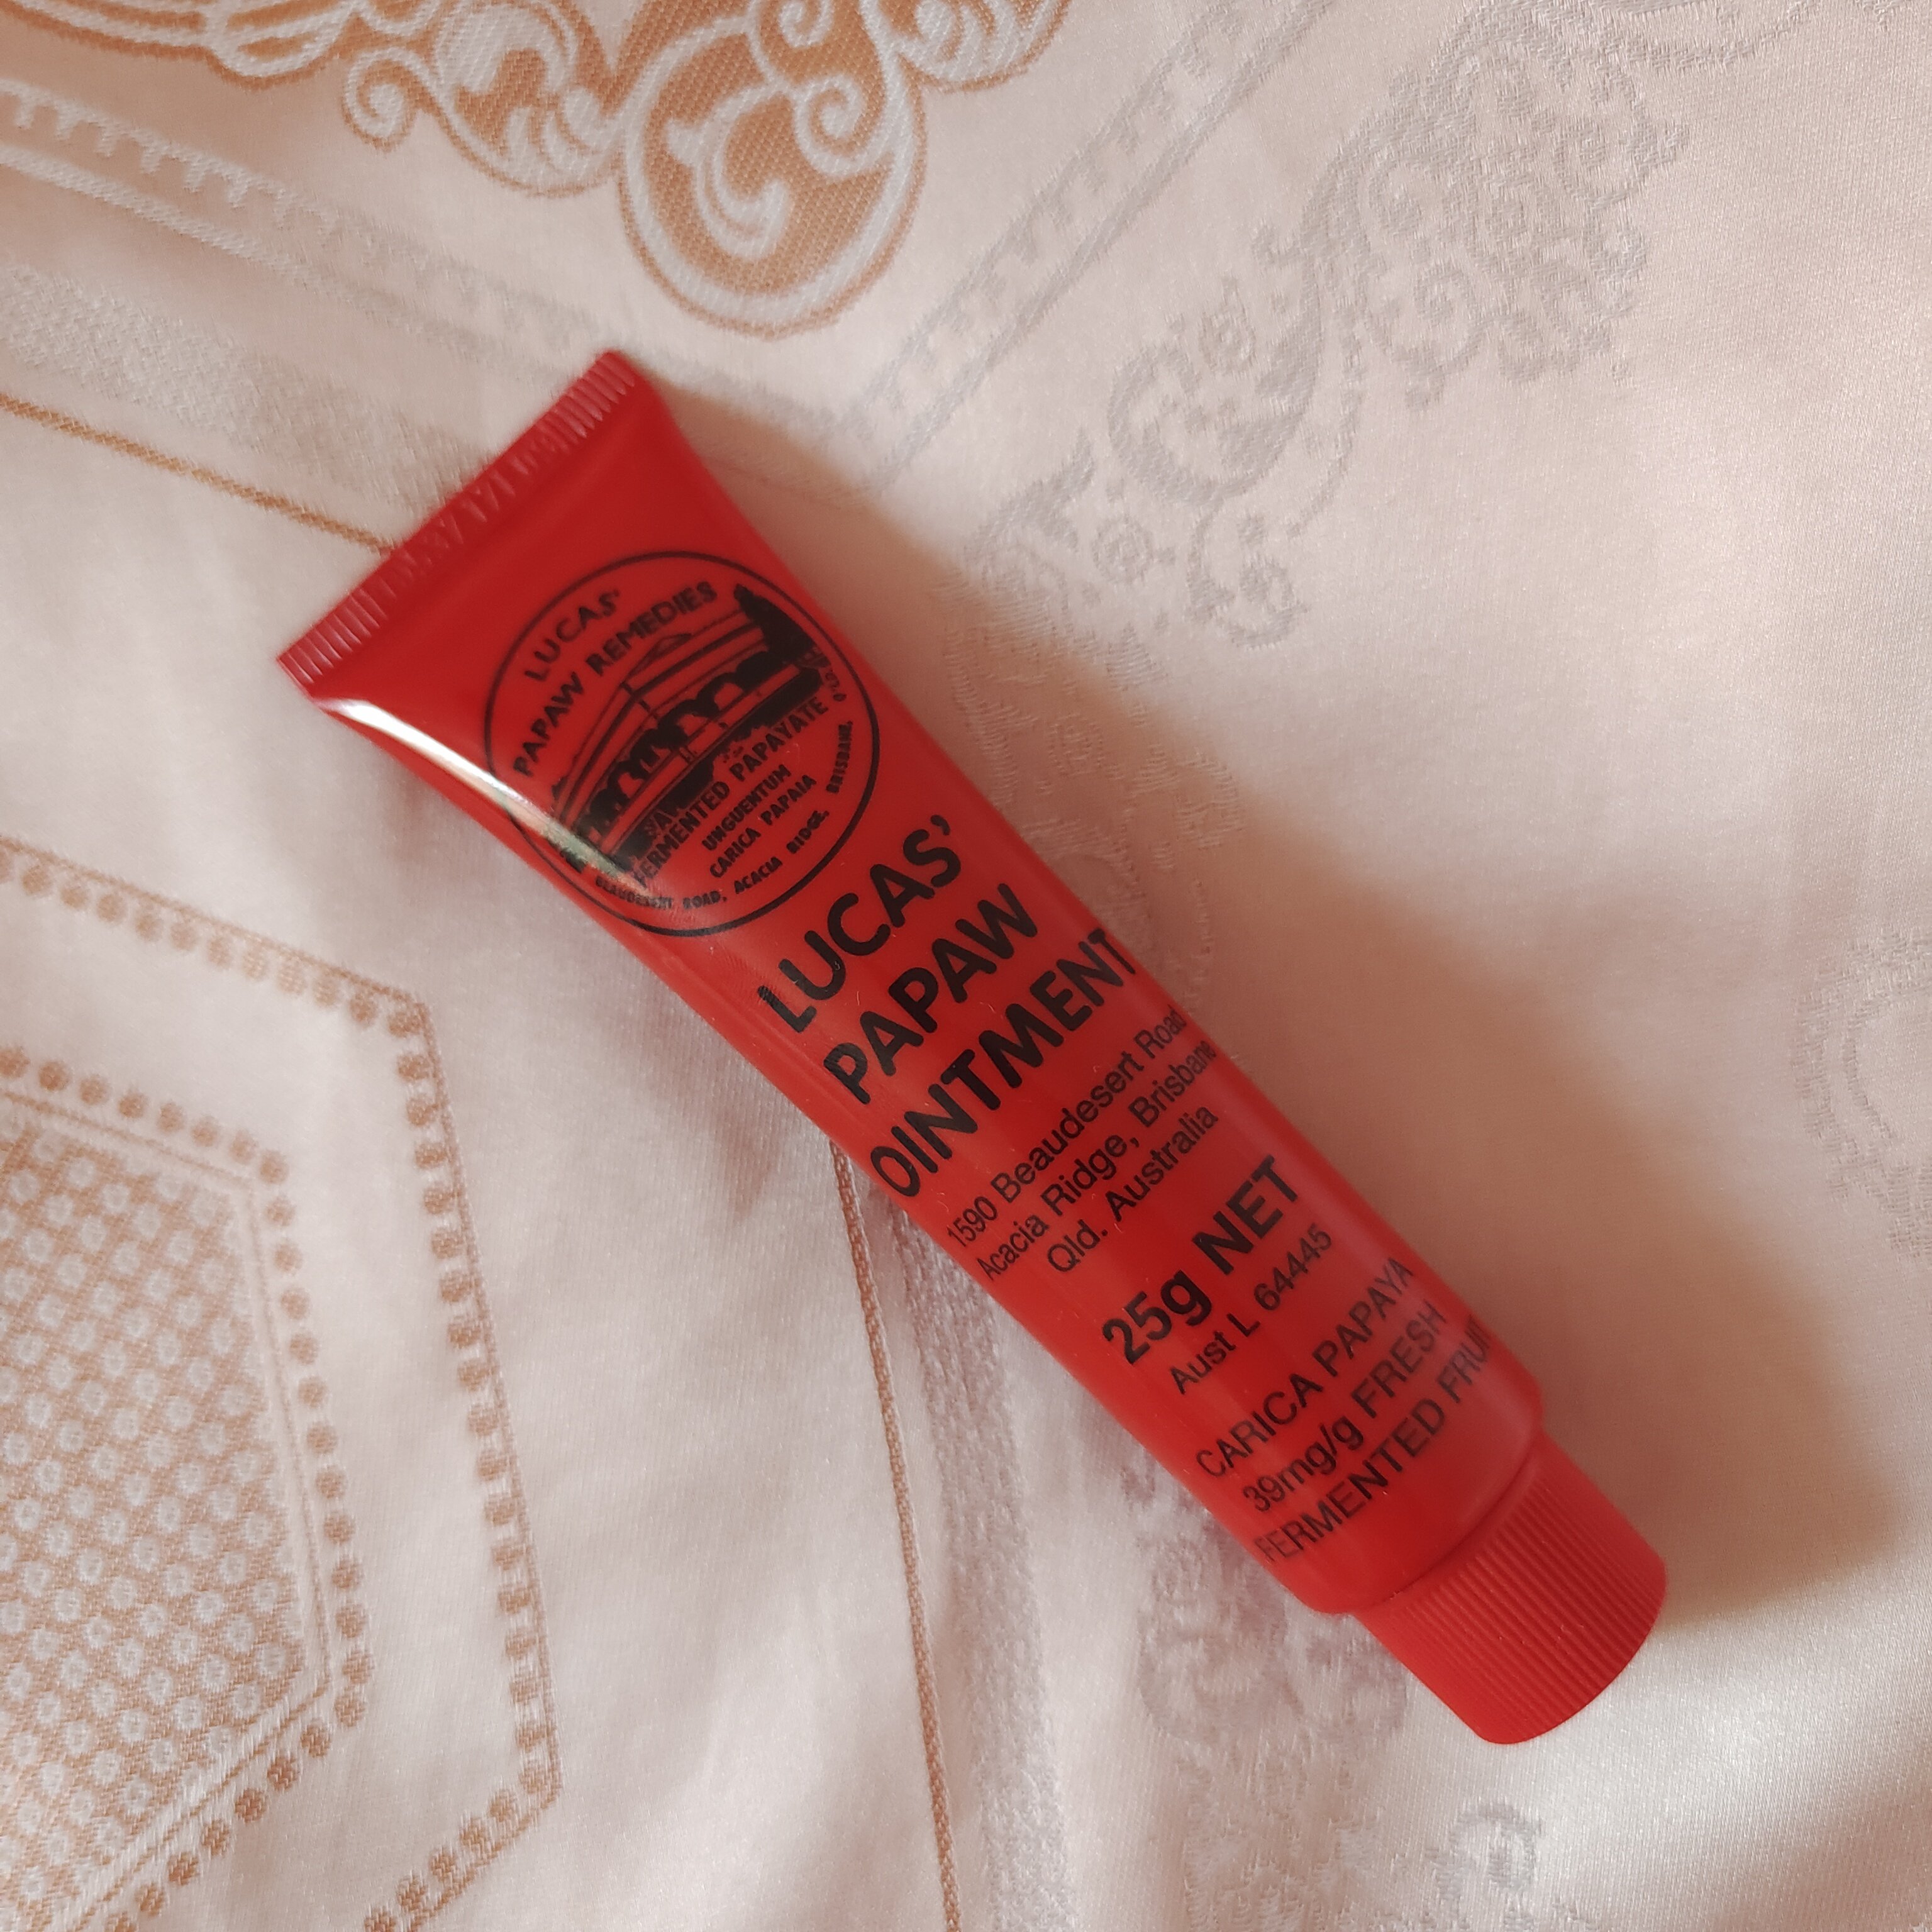 LUCAS'
PAPAW REMEDIES
FERMENTED PAPAYATE
UNGUENTUM
CARICA PAPAIA
BEAUDESERT ROAD, ACACIA RIDGE, BRISBANE,
LUCAS'
PAPAW
OINTMENT
1590 Beaudesert Road
Acacia Ridge, Brisbane
Qld. Australia
25g NET
Aust L 64445
CARICA PAPAYA
39mg/g FRESH
FERMENTED FRUIT